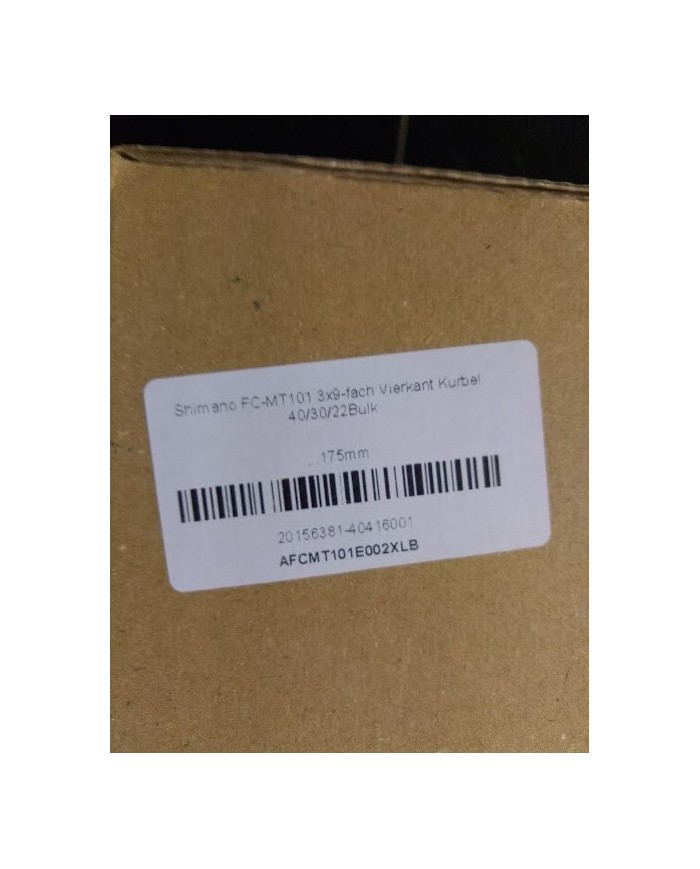 Shimano FC-MT101 3x9-fach Vierkant Kurbel
40/30/22Bulk
...175mm
20156381-40416001
AFCMT101E002XLB